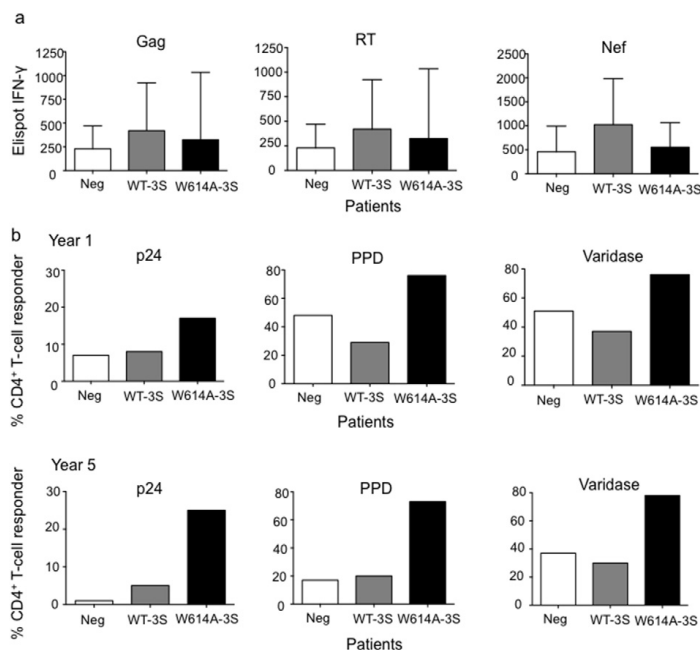 a
Gag
RT
Nef
Elispot IFN-γ
1250
1000
750
500
250
0
Neg
WT-3S
W614A-3S
1250
1000
750
500
250
0
Neg
WT-3S
W614A-3S
2500
2000
1500
1000
500
0
Neg
WT-3S
W614A-3S
Patients
b
Year 1
p24
PPD
Varidase
% CD4⁺ T-cell responder
30
20
10
0
Neg
WT-3S
W614A-3S
80
60
40
20
0
Neg
WT-3S
W614A-3S
80
60
40
20
0
Neg
WT-3S
W614A-3S
Patients
Year 5
p24
PPD
Varidase
% CD4⁺ T-cell responder
30
20
10
0
Neg
WT-3S
W614A-3S
80
60
40
20
0
Neg
WT-3S
W614A-3S
80
60
40
20
0
Neg
WT-3S
W614A-3S
Patients